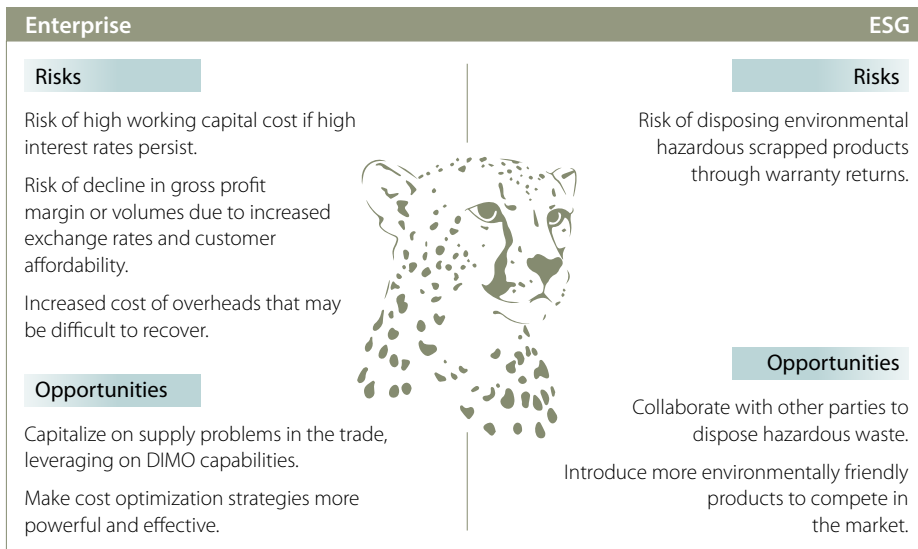 Enterprise
ESG
Risks
Risk of high working capital cost if high
interest rates persist.
Risk of decline in gross profit
margin or volumes due to increased
exchange rates and customer
affordability.
Increased cost of overheads that may
be difficult to recover.
Opportunities
Capitalize on supply problems in the trade,
leveraging on DIMO capabilities.
Make cost optimization strategies more
powerful and effective.
Risks
Risk of disposing environmental
hazardous scrapped products
through warranty returns.
Opportunities
Collaborate with other parties to
dispose hazardous waste.
Introduce more environmentally friendly
products to compete in
the market.